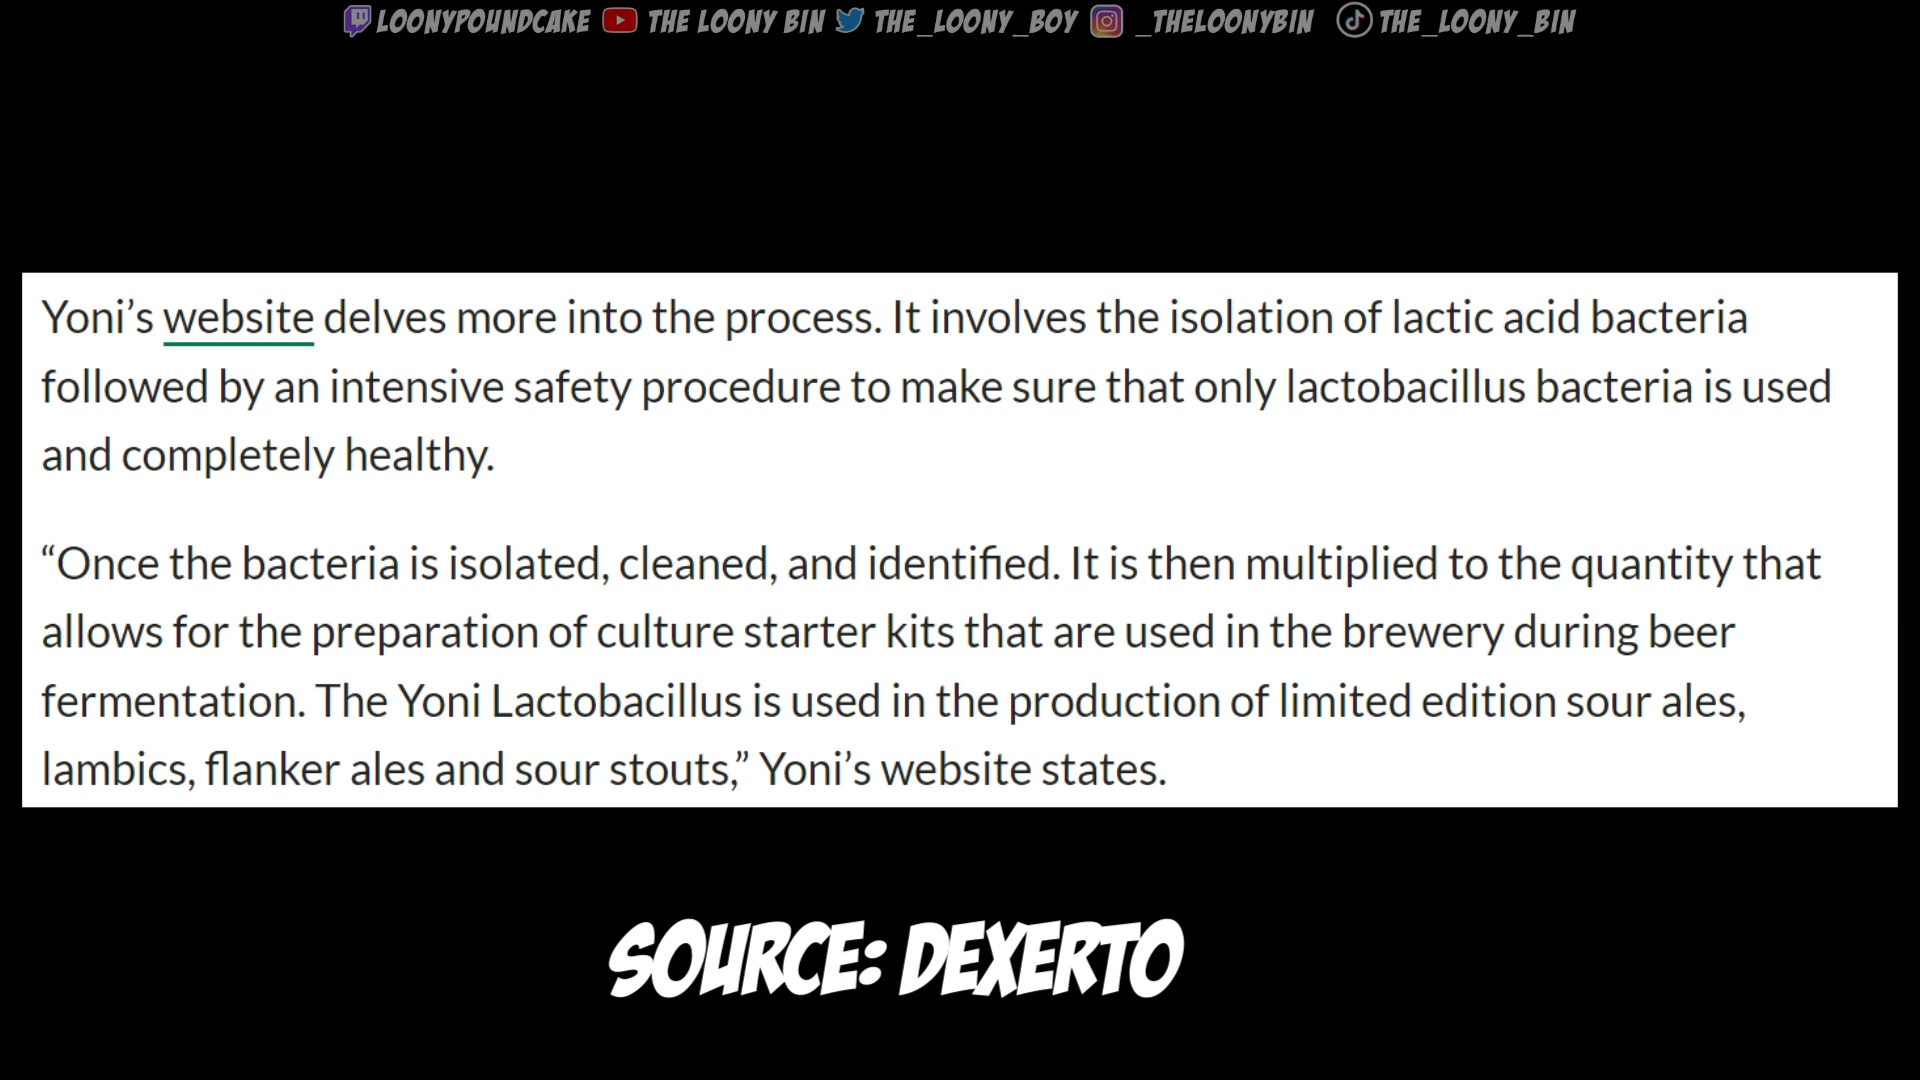 LOONYPOUNDCAKE THE LOONY BIN THE_LOONY_BOY _THELOONYBIN THE_LOONY_BIN
Yoni’s website delves more into the process. It involves the isolation of lactic acid bacteria
followed by an intensive safety procedure to make sure that only lactobacillus bacteria is used
and completely healthy.
“Once the bacteria is isolated, cleaned, and identified. It is then multiplied to the quantity that
allows for the preparation of culture starter kits that are used in the brewery during beer
fermentation. The Yoni Lactobacillus is used in the production of limited edition sour ales,
lambics, flanker ales and sour stouts,” Yoni’s website states.
SOURCE: DEXERTO